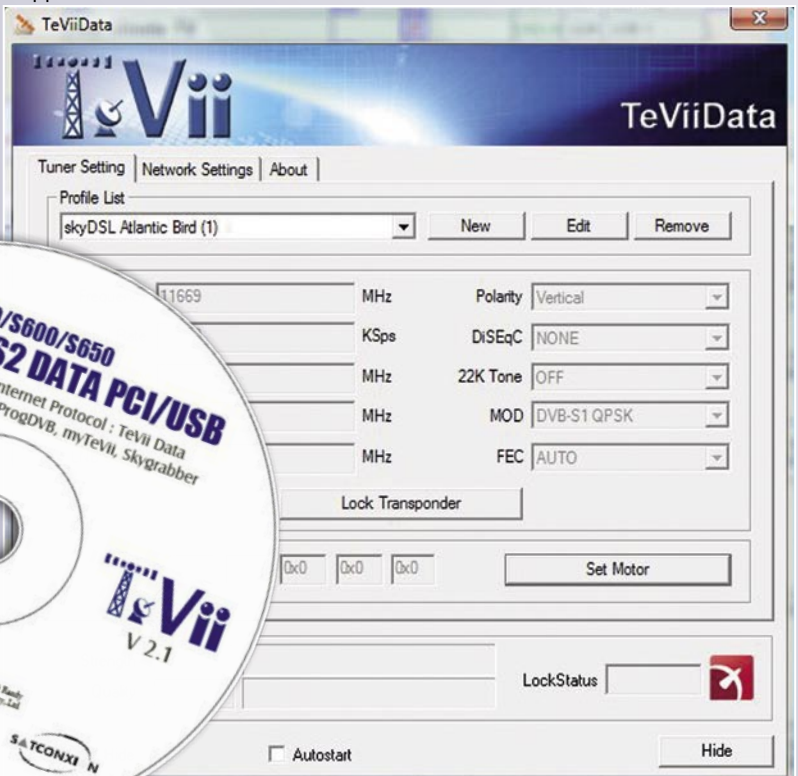 TeViiData
TeVii
TeViiData
Tuner Setting Network Settings About
Profile List
skyDSL Atlantic Bird (1) New Edit Remove
11669 MHz Polarity Vertical
KSps DiSEqC NONE
MHz 22K Tone OFF
MHz MOD DVB-S1 QPSK
MHz FEC AUTO
Lock Transponder
0x0 0x0 0x0 Set Motor
LockStatus
Autostart Hide
/S600/S650
S2 DATA PCI/USB
Internet Protocol : TeVii Data
ProgDVB, myTeVii, Skygrabber
TeVii
V 2.1
SATCONXION